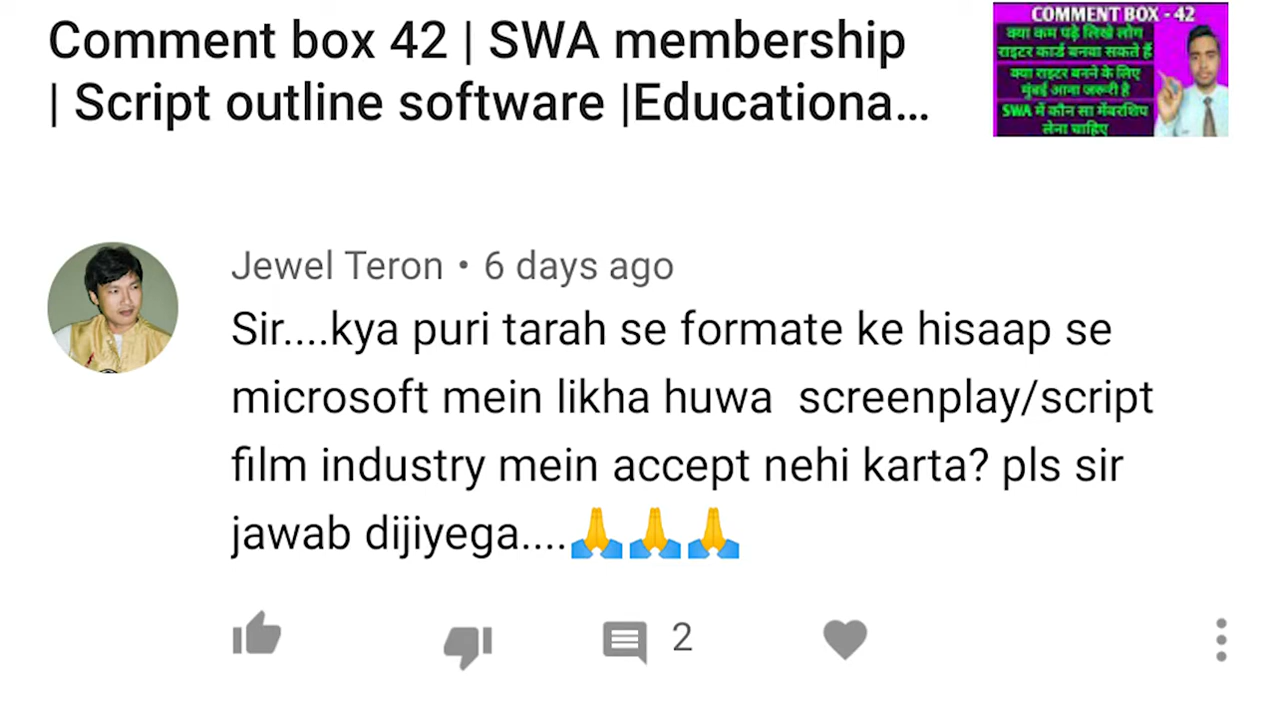 Comment box 42 | SWA membership
| Script outline software |Educationa...
COMMENT BOX - 42
क्या कम पढ़े लिखे लोग
राइटर कार्ड बनवा सकते हैं
क्या राइटर बनने के लिए
मुंबई आना जरूरी है
SWA में कौन सा मेंबरशिप
लेना चाहिए
Jewel Teron • 6 days ago
Sir....kya puri tarah se formate ke hisaap se
microsoft mein likha huwa screenplay/script
film industry mein accept nehi karta? pls sir
jawab dijiyega....🙏🙏🙏
2